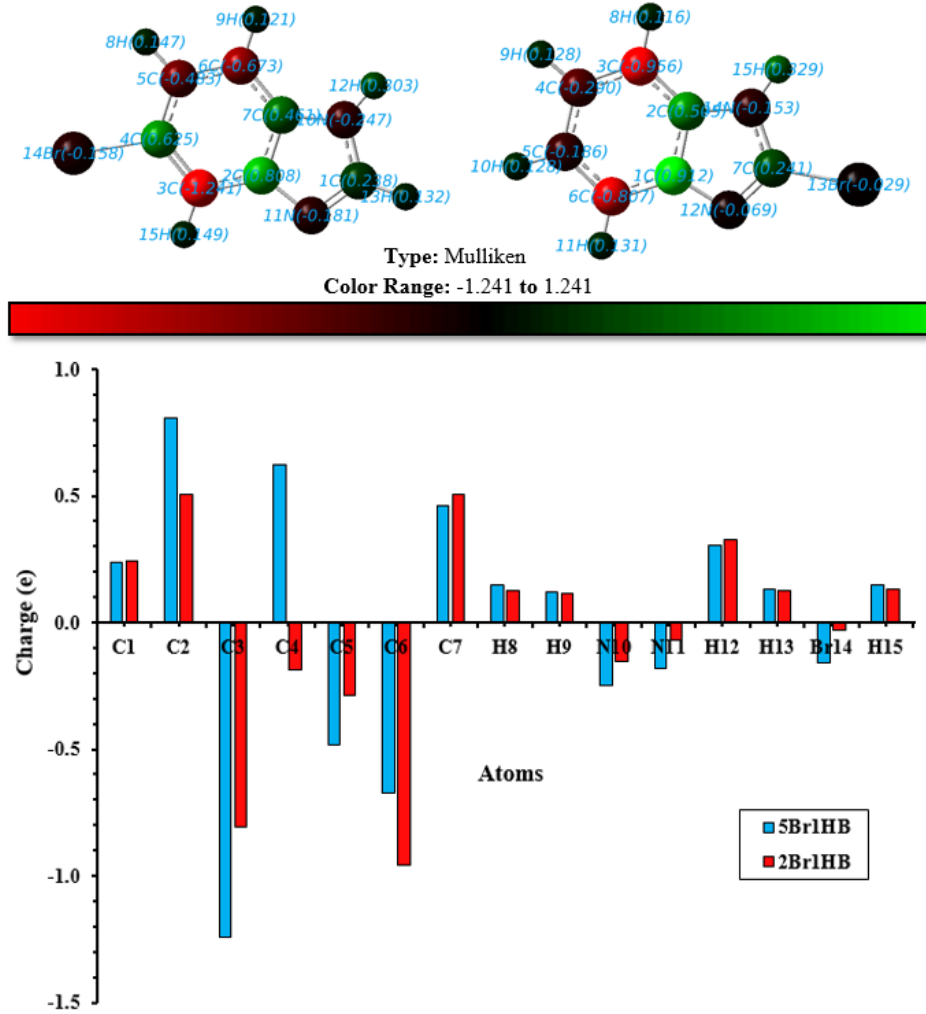 9H(0.121)
8H(0.147)
6C(-0.673)
5C(-0.483)
12H(0.303)
7C(0.461)
10N(-0.247)
4C(0.625)
14Br(-0.158)
2C(0.808)
3C(-1.241)
1C(0.238)
13H(0.132)
11N(-0.181)
15H(0.149)
8H(0.116)
9H(0.128)
3C(-0.956)
15H(0.329)
4C(-0.290)
2C(0.505)
14N(-0.153)
5C(-0.186)
10H(0.128)
1C(0.912)
7C(0.241)
13Br(-0.029)
6C(-0.807)
12N(-0.069)
11H(0.131)
Type: Mulliken
Color Range: -1.241 to 1.241
1.0
0.5
0.0
-0.5
-1.0
-1.5
Charge (e)
C1 C2 C3 C4 C5 C6 C7 H8 H9 N10 N11 H12 H13 Br14 H15
Atoms
5Br1HB
2Br1HB